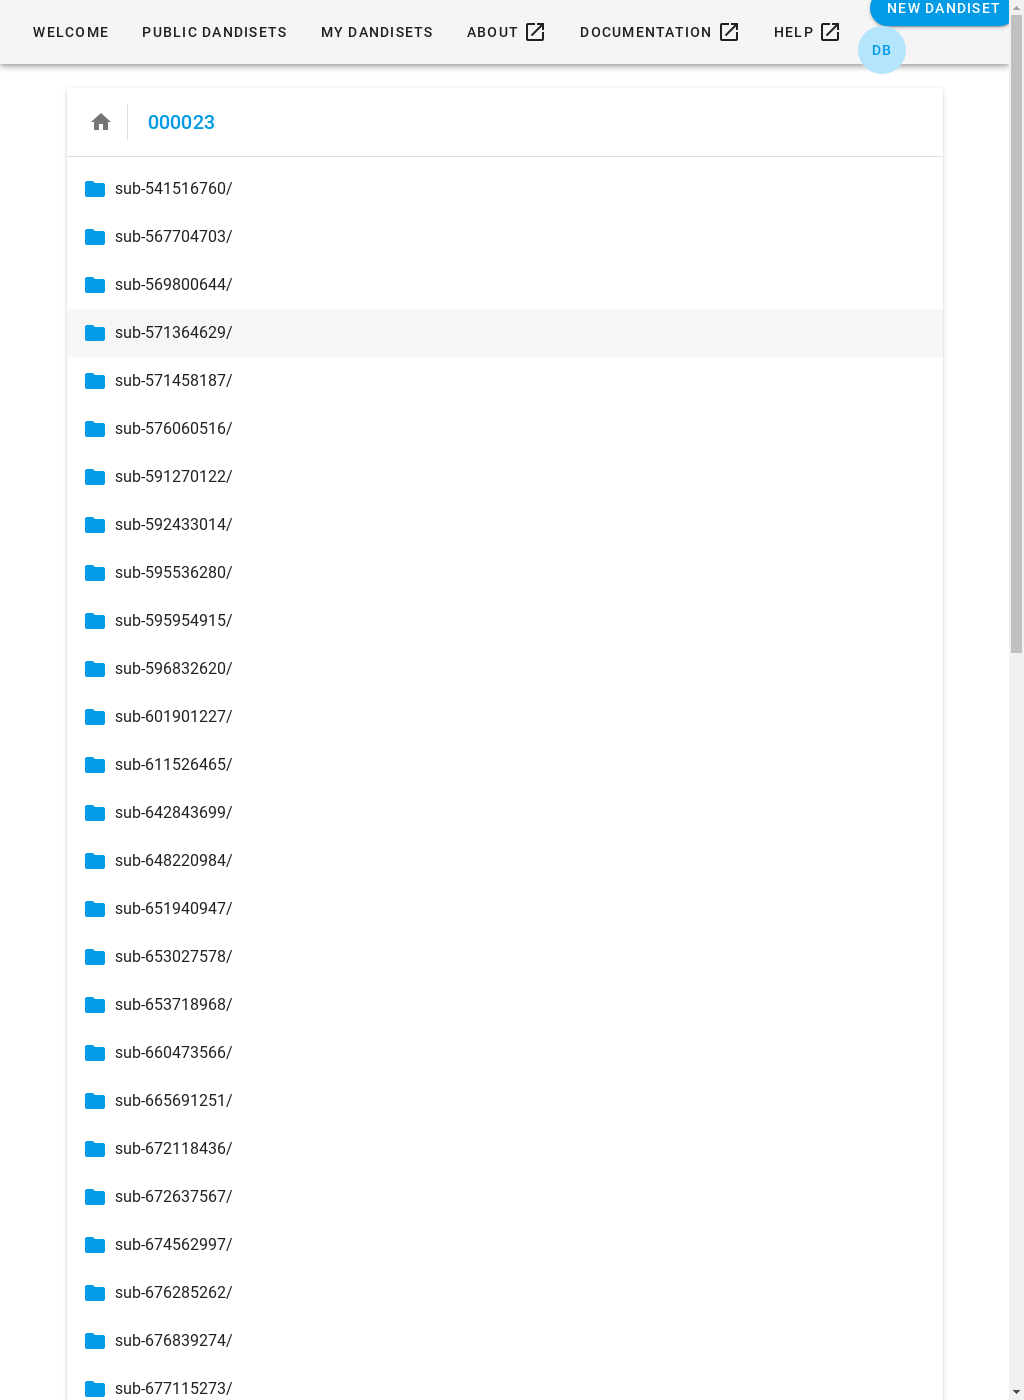 WELCOME PUBLIC DANDISETS MY DANDISETS ABOUT DOCUMENTATION HELP NEW DANDISET
DB
000023
sub-541516760/
sub-567704703/
sub-569800644/
sub-571364629/
sub-571458187/
sub-576060516/
sub-591270122/
sub-592433014/
sub-595536280/
sub-595954915/
sub-596832620/
sub-601901227/
sub-611526465/
sub-642843699/
sub-648220984/
sub-651940947/
sub-653027578/
sub-653718968/
sub-660473566/
sub-665691251/
sub-672118436/
sub-672637567/
sub-674562997/
sub-676285262/
sub-676839274/
sub-677115273/